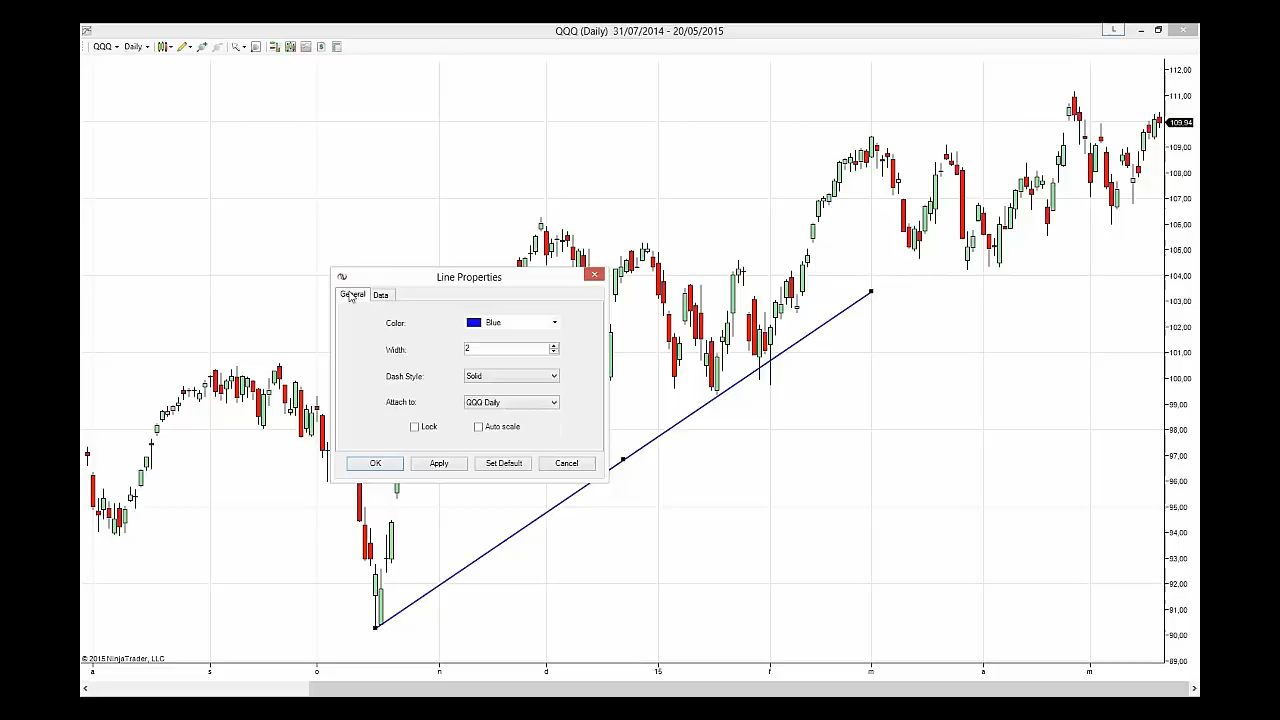 QQQ (Daily) 31/07/2014 - 20/05/2015
L
QQQ Daily
$
112,00
111,00
109.94
109,00
108,00
107,00
106,00
105,00
104,00
103,00
102,00
101,00
100,00
99,00
98,00
97,00
96,00
95,00
94,00
93,00
92,00
91,00
90,00
89,00
Line Properties
General Data
Color: Blue
Width: 2
Dash Style: Solid
Attach to: QQQ Daily
Lock Auto scale
OK Apply Set Default Cancel
© 2015 NinjaTrader, LLC
a s o n d 15 f m a m